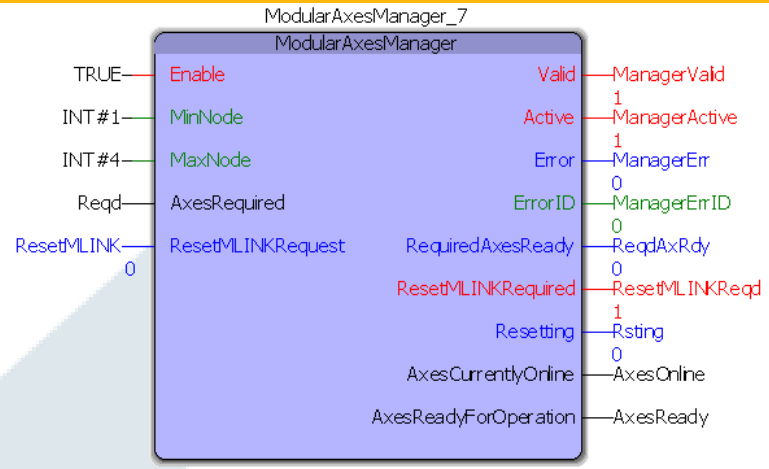 ModularAxesManager_7
ModularAxesManager
TRUE Enable Valid ManagerValid
1
INT#1 MinNode Active ManagerActive
1
INT#4 MaxNode Error ManagerErr
0
Reqd AxesRequired ErrorID ManagerErrID
0
ResetMLINK ResetMLINKRequest RequiredAxesReady ReqdAxRdy
0 0
ResetMLINKRequired ResetMLINKReqd
1
Resetting Rsting
0
AxesCurrentlyOnline AxesOnline
AxesReadyForOperation AxesReady